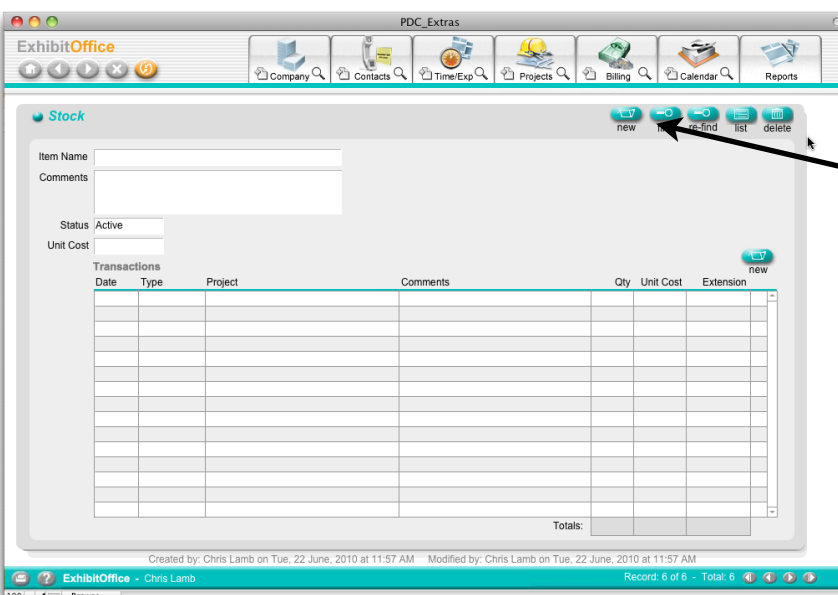 PDC_Extras
ExhibitOffice
Company Contacts Time/Exp Projects Billing Calendar Reports
Stock
new re-find list delete
Item Name
Comments
Status Active
Unit Cost
Transactions
new
Date Type Project Comments Qty Unit Cost Extension
Totals:
Created by: Chris Lamb on Tue, 22 June, 2010 at 11:57 AM Modified by: Chris Lamb on Tue, 22 June, 2010 at 11:57 AM
ExhibitOffice - Chris Lamb
Record: 6 of 6 - Total: 6